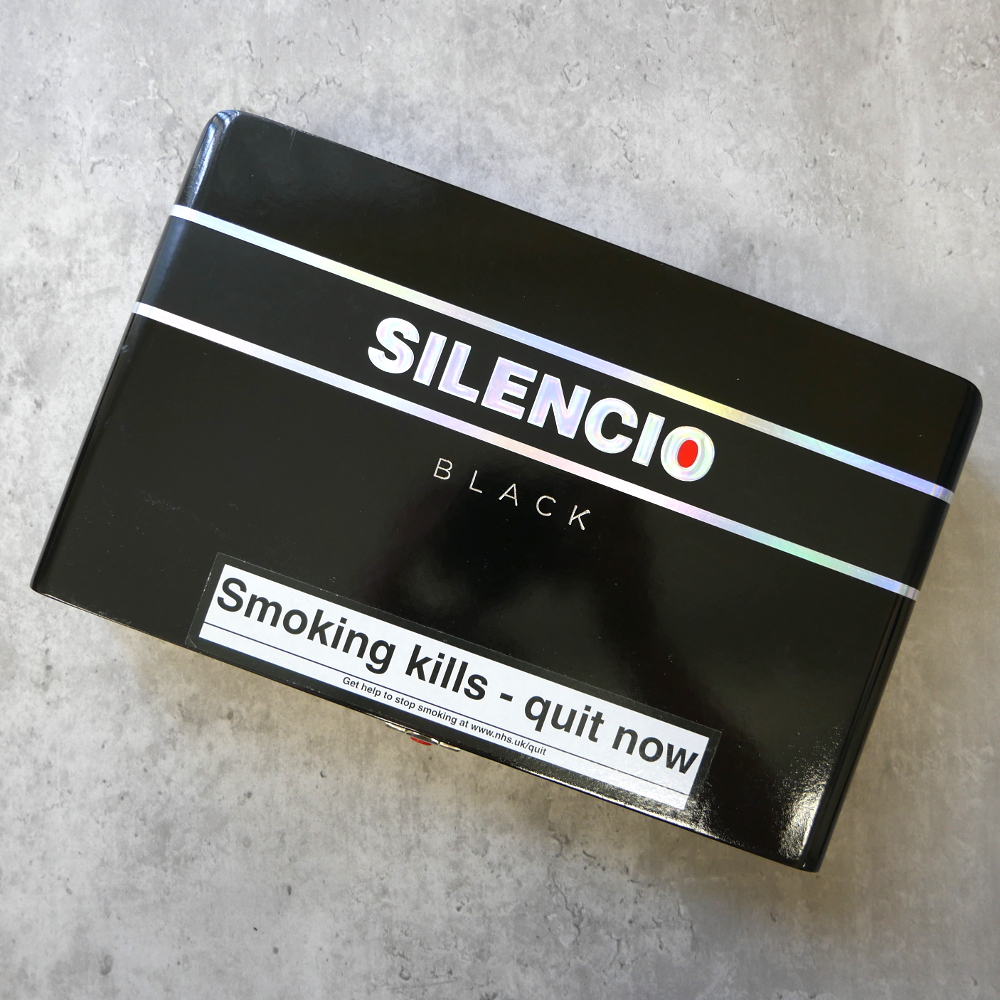 SILENCIO
BLACK
Smoking kills - quit now
Get help to stop smoking at www.nhs.uk/quit